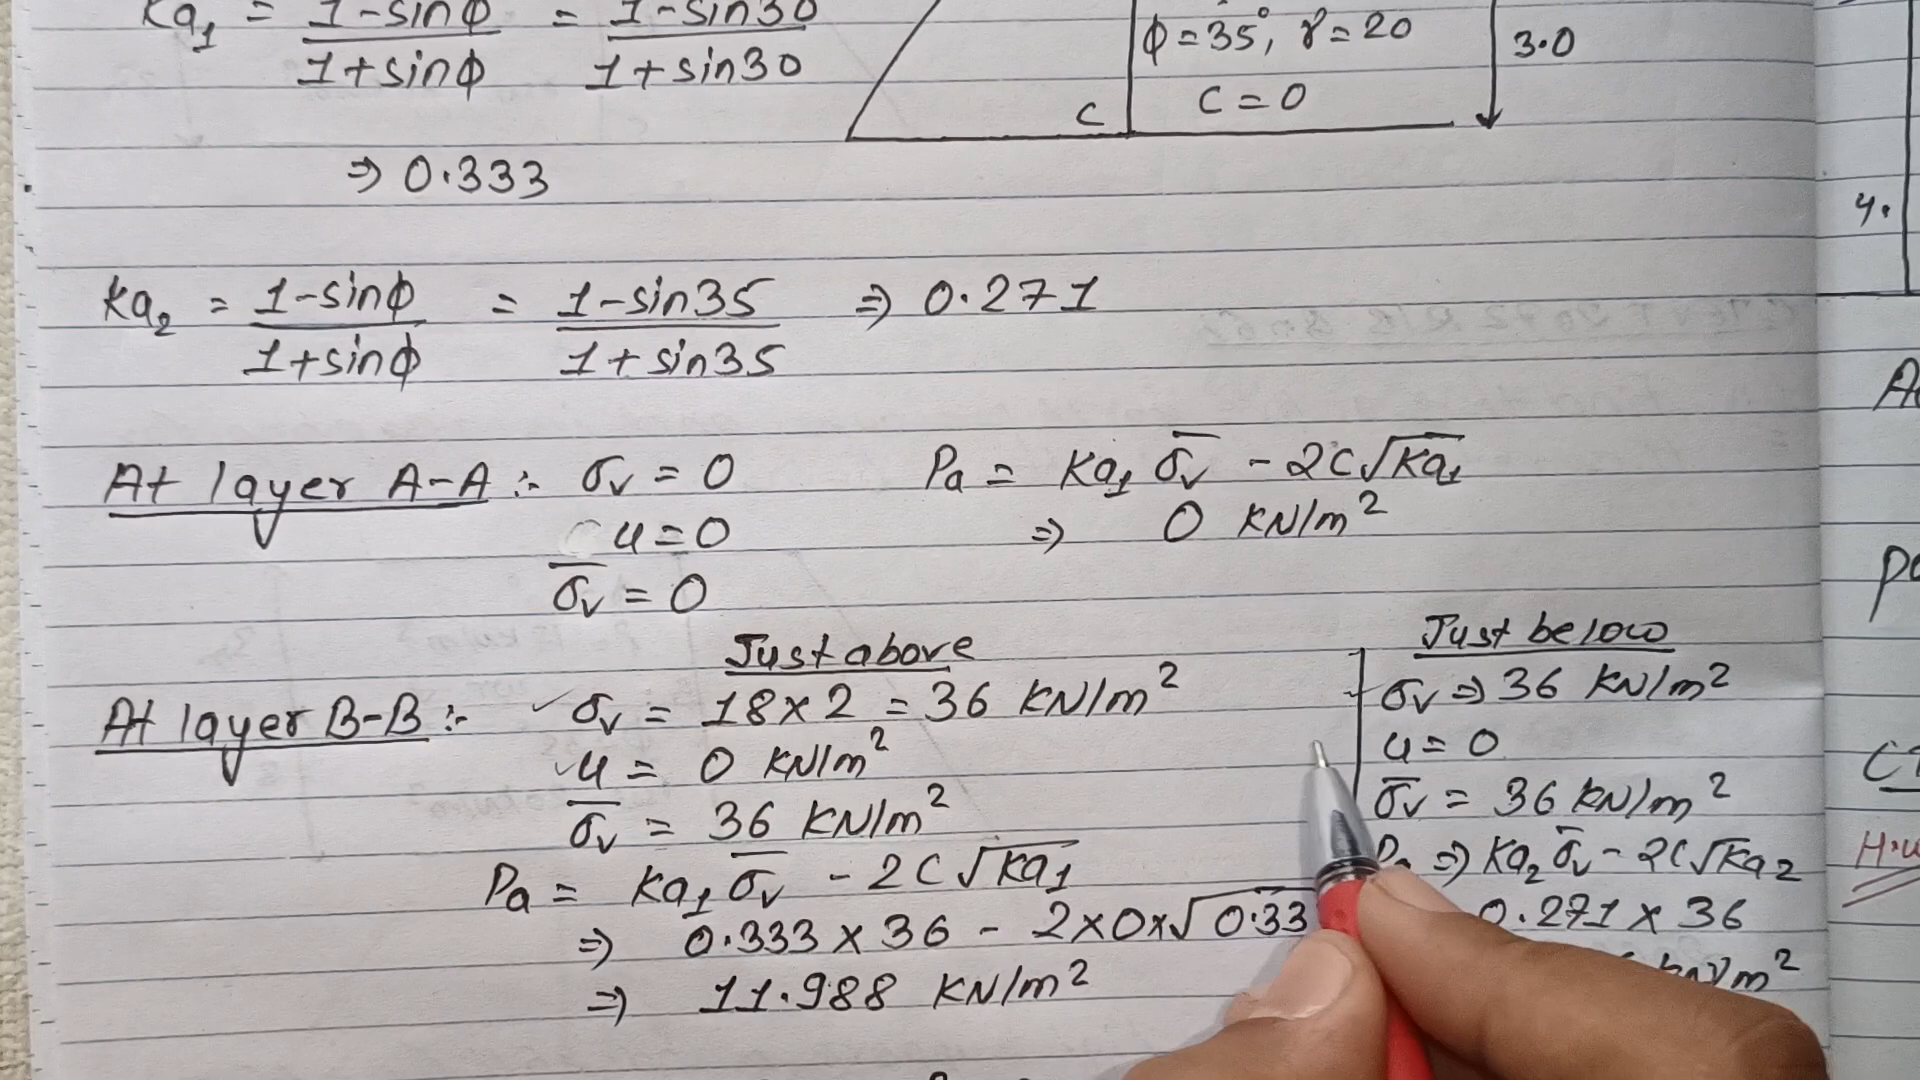 Ka₁ = 1-sinϕ / 1+sinϕ = 1-sin30 / 1+sin30
⇒ 0.333
ϕ=35°, γ=20
C=0
3.0
C
4.
Ka₂ = 1-sinϕ / 1+sinϕ = 1-sin35 / 1+sin35 ⇒ 0.271
At layer A-A :- σv = 0
u=0
σ̅v = 0
Pa = Ka₁ σ̅v - 2C√Ka₁
⇒ 0 KN/m²
Just above
At layer B-B :- σv = 18×2 = 36 KN/m²
u = 0 KN/m²
σ̅v = 36 KN/m²
Pa = Ka₁ σ̅v - 2C√Ka₁
⇒ 0.333 × 36 - 2×0×√0.33
⇒ 11.988 KN/m²
Just below
σv ⇒ 36 KN/m²
u = 0
σ̅v = 36 KN/m²
⇒ Ka₂ σ̅v - 2C√Ka₂
0.271 × 36
KN/m²